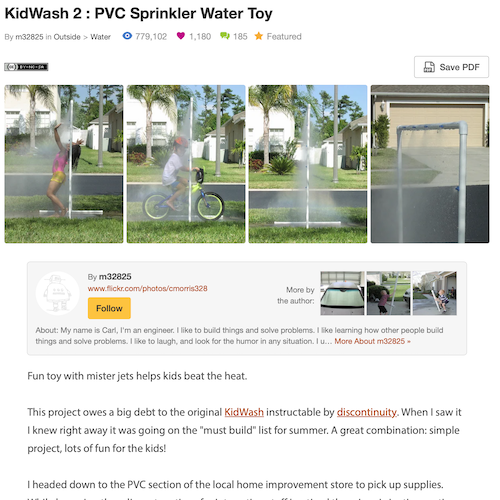 KidWash 2 : PVC Sprinkler Water Toy
By m32825 in Outside > Water 779,102 1,180 185 Featured
BY-NC-SA
Save PDF
By m32825
www.flickr.com/photos/cmorris328
Follow
More by
the author:
About: My name is Carl, I'm an engineer. I like to build things and solve problems. I like learning how other people build
things and solve problems. I like to laugh, and look for the humor in any situation. I u... More About m32825 »
Fun toy with mister jets helps kids beat the heat.
This project owes a big debt to the original KidWash instructable by discontinuity. When I saw it
I knew right away it was going on the "must build" list for summer. A great combination: simple
project, lots of fun for the kids!
I headed down to the PVC section of the local home improvement store to pick up supplies.